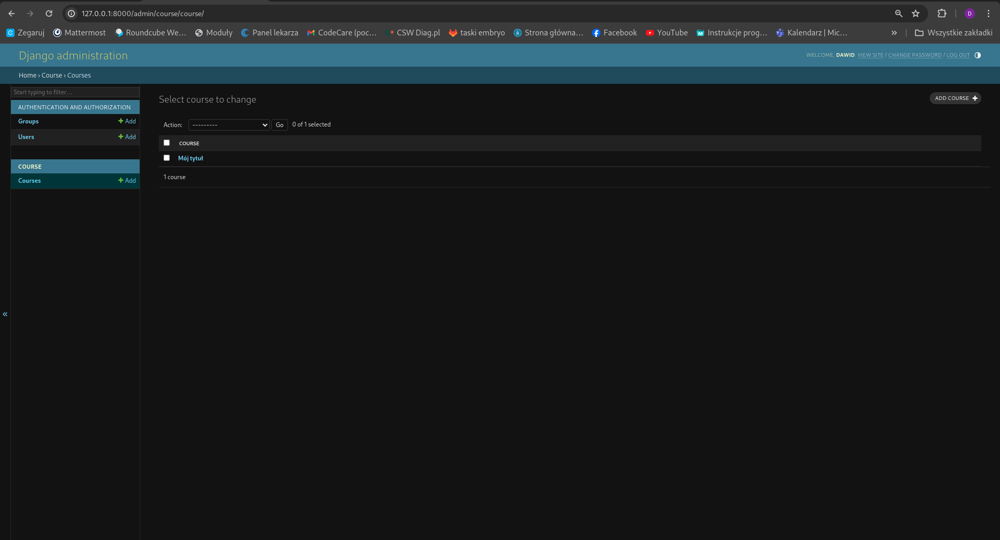 127.0.0.1:8000/admin/course/course/
D
Zegaruj Mattermost Roundcube We... Moduły Panel lekarza CodeCare (poc... CSW Diag.pl taski embryo Strona główna... Facebook YouTube Instrukcje prog... Kalendarz | Mic... » Wszystkie zakładki
Django administration
WELCOME, DAWID VIEW SITE / CHANGE PASSWORD / LOG OUT
Home › Course › Courses
Start typing to filter...
AUTHENTICATION AND AUTHORIZATION
Groups + Add
Users + Add
COURSE
Courses + Add
«
Select course to change
ADD COURSE +
Action: --------- Go 0 of 1 selected
COURSE
Mój tytuł
1 course